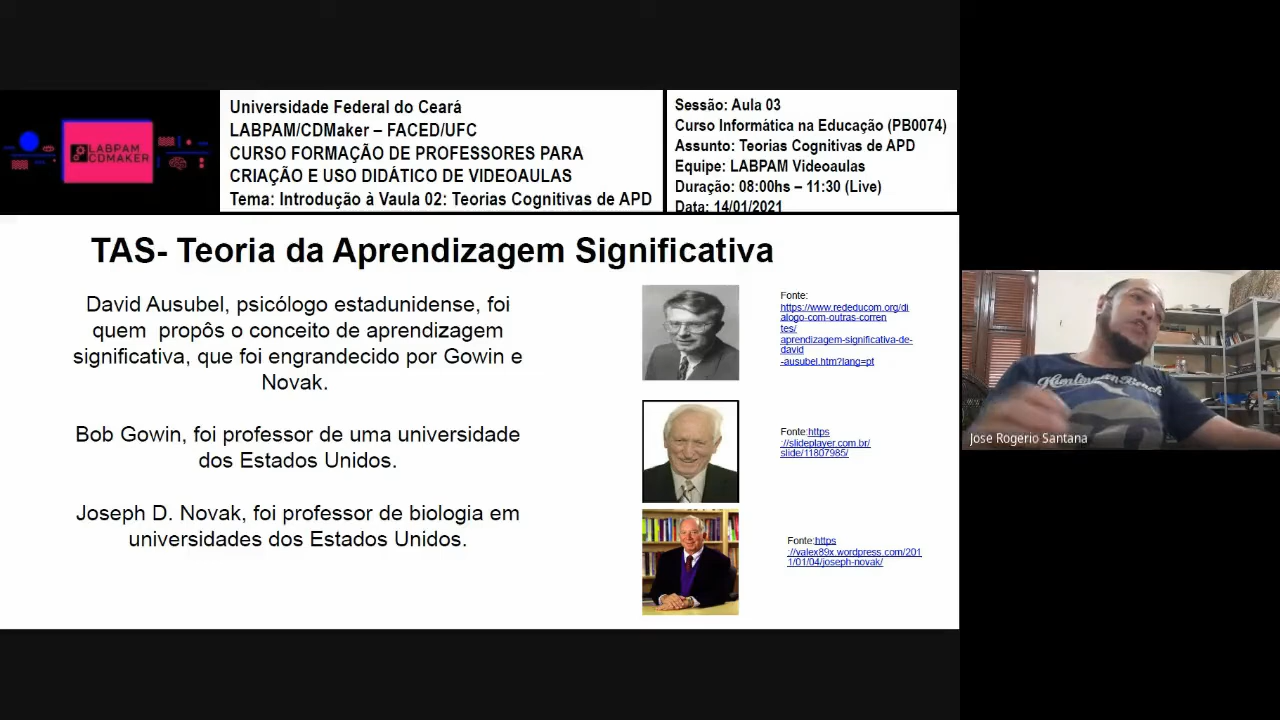 LABPAM
CDMAKER
Universidade Federal do Ceará
LABPAM/CDMaker – FACED/UFC
CURSO FORMAÇÃO DE PROFESSORES PARA
CRIAÇÃO E USO DIDÁTICO DE VIDEOAULAS
Tema: Introdução à Vaula 02: Teorias Cognitivas de APD
Sessão: Aula 03
Curso Informática na Educação (PB0074)
Assunto: Teorias Cognitivas de APD
Equipe: LABPAM Videoaulas
Duração: 08:00hs – 11:30 (Live)
Data: 14/01/2021
TAS- Teoria da Aprendizagem Significativa
David Ausubel, psicólogo estadunidense, foi
quem propôs o conceito de aprendizagem
significativa, que foi engrandecido por Gowin e
Novak.
Bob Gowin, foi professor de uma universidade
dos Estados Unidos.
Joseph D. Novak, foi professor de biologia em
universidades dos Estados Unidos.
Fonte:
https://www.rededucom.org/di
alogo-com-outras-corren
tes/
aprendizagem-significativa-de-
david
-ausubel.htm?lang=pt
Fonte:https
://slideplayer.com.br/
slide/11807985/
Fonte:https
://valex89x.wordpress.com/201
1/01/04/joseph-novak/
Jose Rogerio Santana